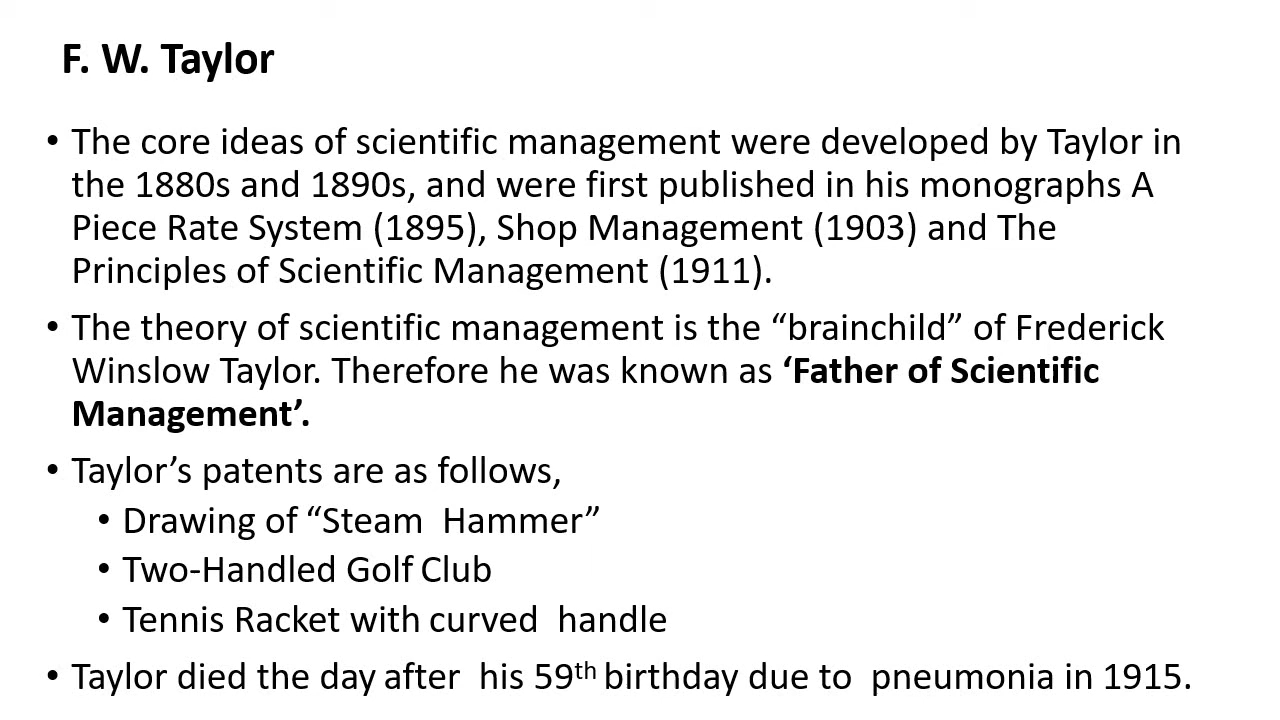 F. W. Taylor
• The core ideas of scientific management were developed by Taylor in
the 1880s and 1890s, and were first published in his monographs A
Piece Rate System (1895), Shop Management (1903) and The
Principles of Scientific Management (1911).
• The theory of scientific management is the “brainchild” of Frederick
Winslow Taylor. Therefore he was known as ‘Father of Scientific
Management’.
• Taylor’s patents are as follows,
• Drawing of “Steam  Hammer”
• Two-Handled Golf Club
• Tennis Racket with curved  handle
• Taylor died the day after  his 59th birthday due to  pneumonia in 1915.